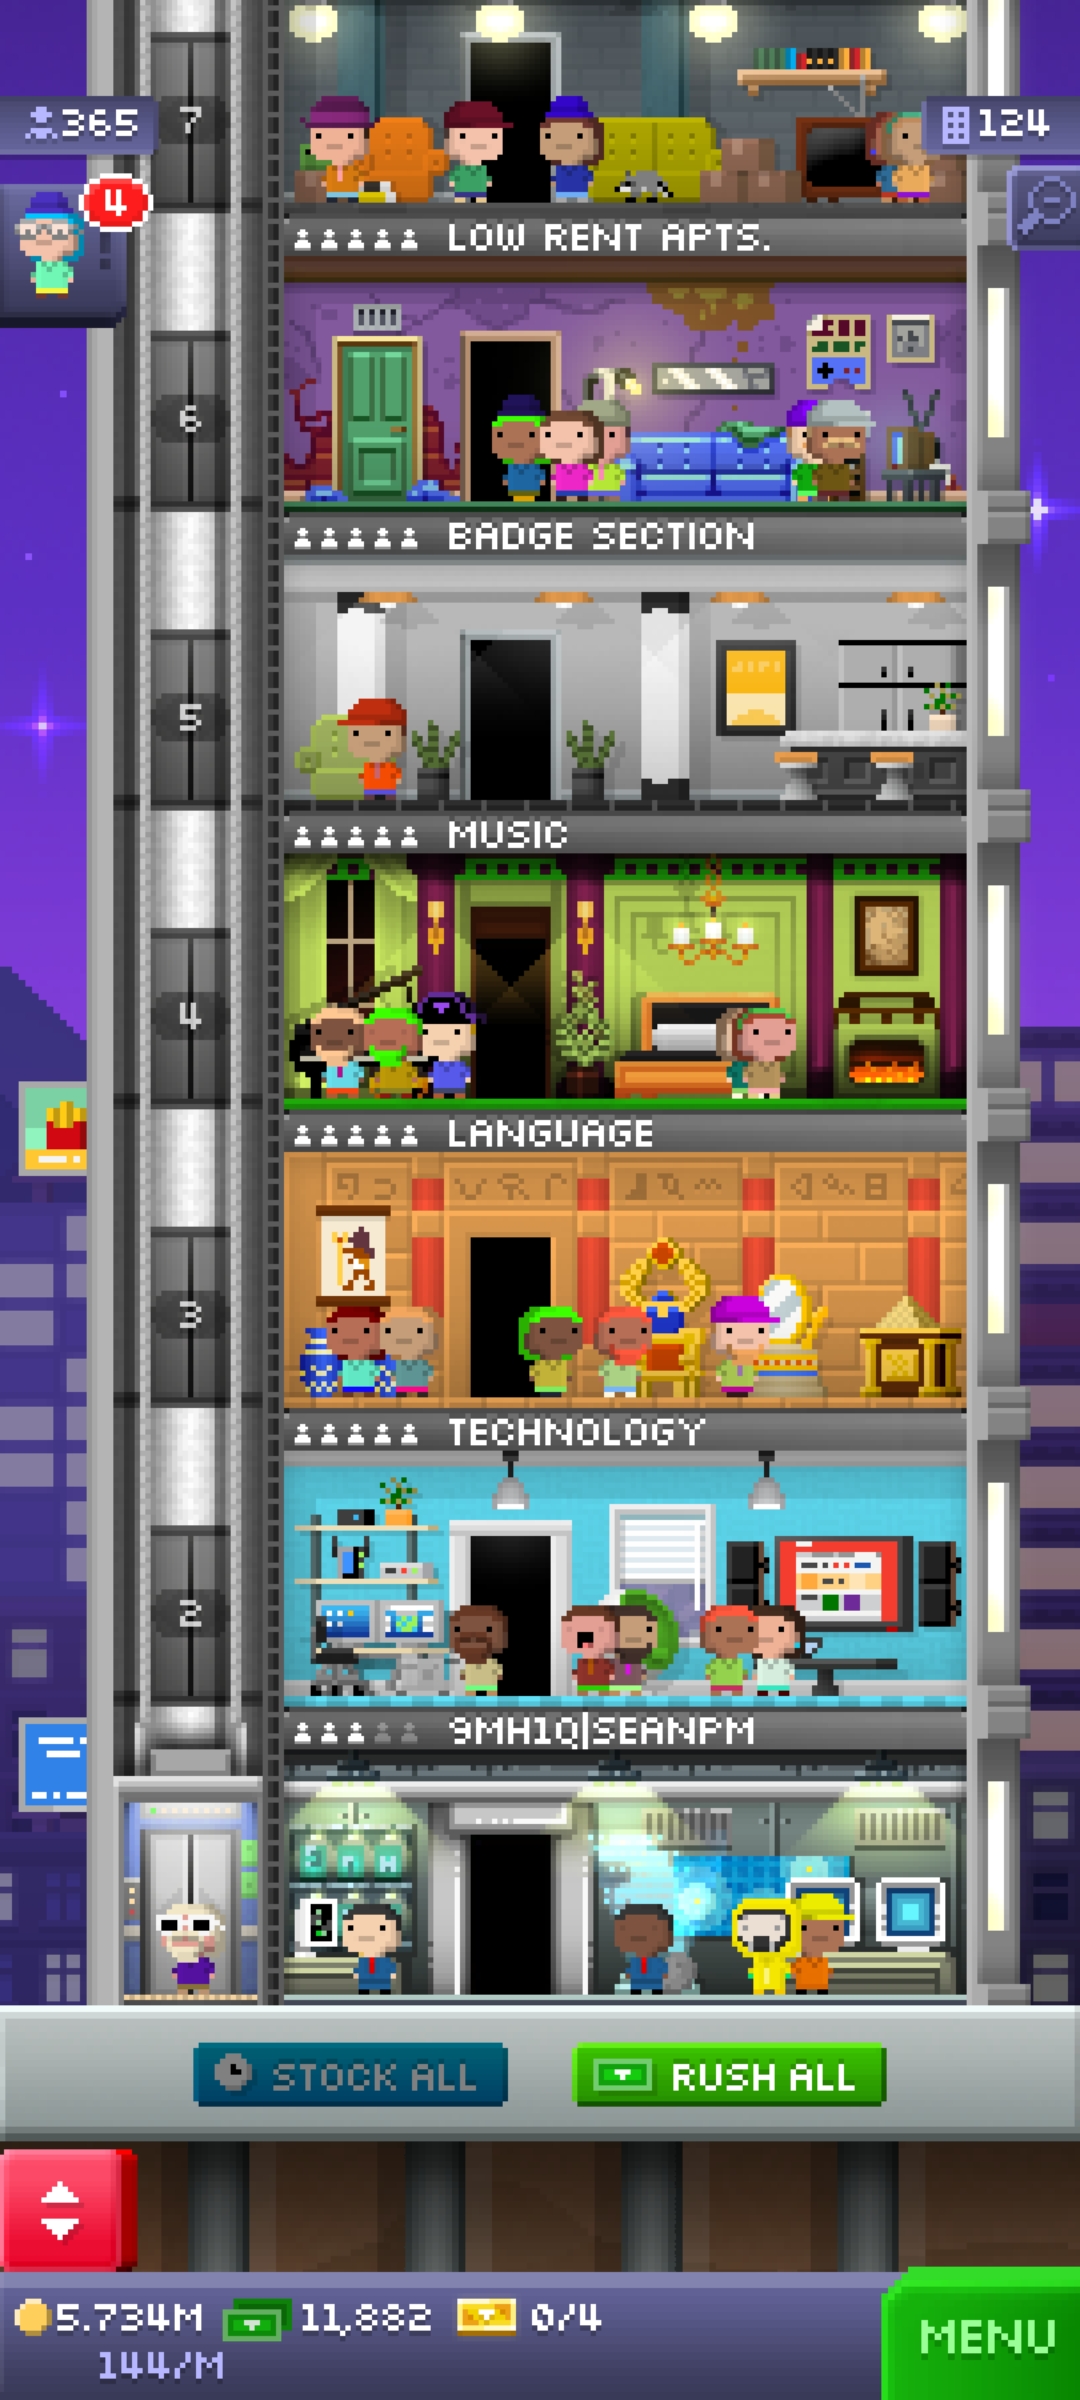 365
7
124
4
LOW RENT APTS.
6
BADGE SECTION
5
MUSIC
4
LANGUAGE
3
TECHNOLOGY
2
9MH1Q|SEANPM
STOCK ALL
RUSH ALL
5.734M
11,882
0/4
144/M
MENU